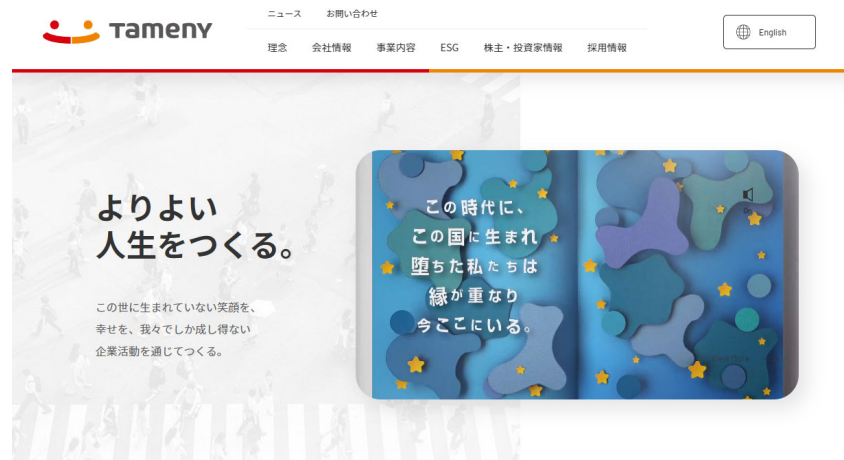 TAMENY
ニュース お問い合わせ
理念 会社情報 事業内容 ESG 株主・投資家情報 採用情報
English
よりよい
人生をつくる。
この世に生まれていない笑顔を、
幸せを、我々でしか成し得ない
企業活動を通じてつくる。
この時代に、
この国に生まれ
堕ちた私たちは
縁が重なり
今ここにいる。